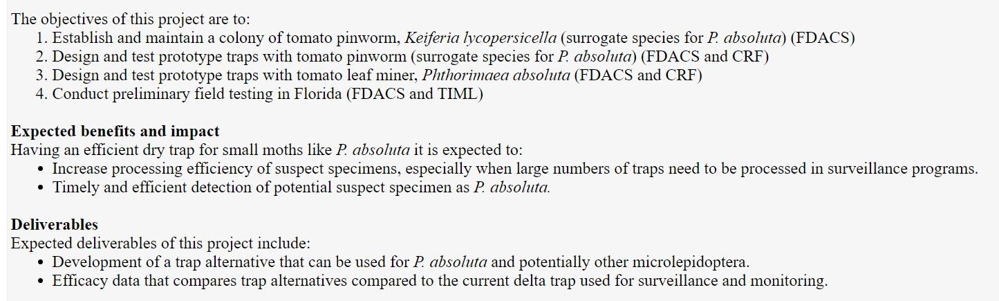 The objectives of this project are to:
1. Establish and maintain a colony of tomato pinworm, Keiferia lycopersicella (surrogate species for P. absoluta) (FDACS)
2. Design and test prototype traps with tomato pinworm (surrogate species for P. absoluta) (FDACS and CRF)
3. Design and test prototype traps with tomato leaf miner, Phthorimaea absoluta (FDACS and CRF)
4. Conduct preliminary field testing in Florida (FDACS and TIML)
Expected benefits and impact
Having an efficient dry trap for small moths like P. absoluta it is expected to:
• Increase processing efficiency of suspect specimens, especially when large numbers of traps need to be processed in surveillance programs.
• Timely and efficient detection of potential suspect specimen as P. absoluta.
Deliverables
Expected deliverables of this project include:
• Development of a trap alternative that can be used for P. absoluta and potentially other microlepidoptera.
• Efficacy data that compares trap alternatives compared to the current delta trap used for surveillance and monitoring.